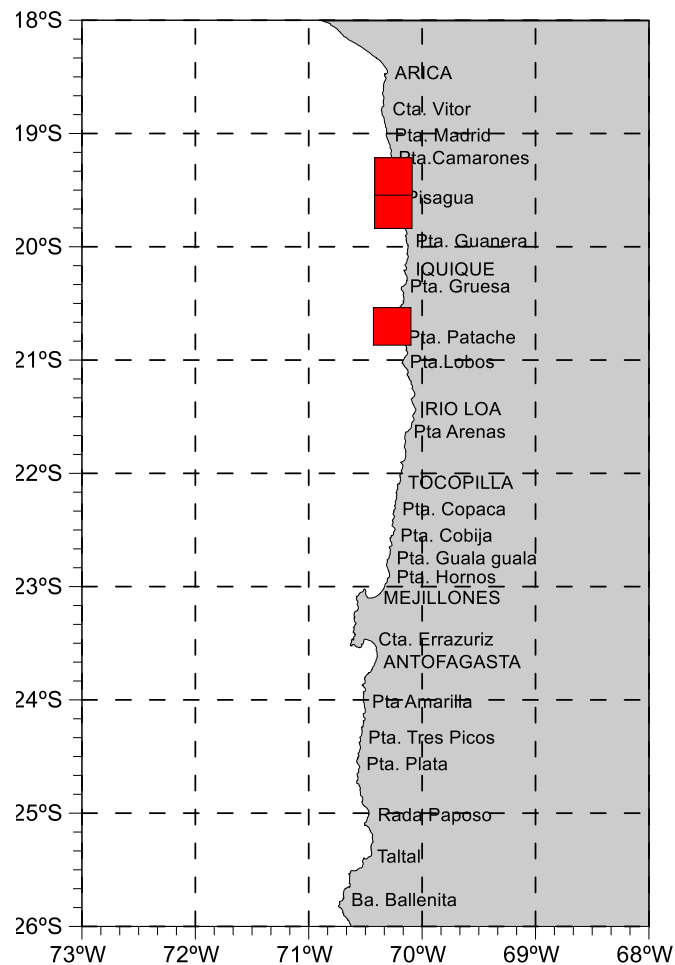 18ºS
ARICA
Cta. Vitor
19ºS
Pta. Madrid
Pta.Camarones
Pisagua
20ºS
Pta. Guanera
IQUIQUE
Pta. Gruesa
Pta. Patache
21ºS
Pta.Lobos
RIO LOA
Pta Arenas
22ºS
TOCOPILLA
Pta. Copaca
Pta. Cobija
Pta. Guala guala
Pta. Hornos
23ºS
MEJILLONES
Cta. Errazuriz
ANTOFAGASTA
24ºS
Pta Amarilla
Pta. Tres Picos
Pta. Plata
25ºS
Rada Paposo
Taltal
Ba. Ballenita
26ºS
73ºW 72ºW 71ºW 70ºW 69ºW 68ºW